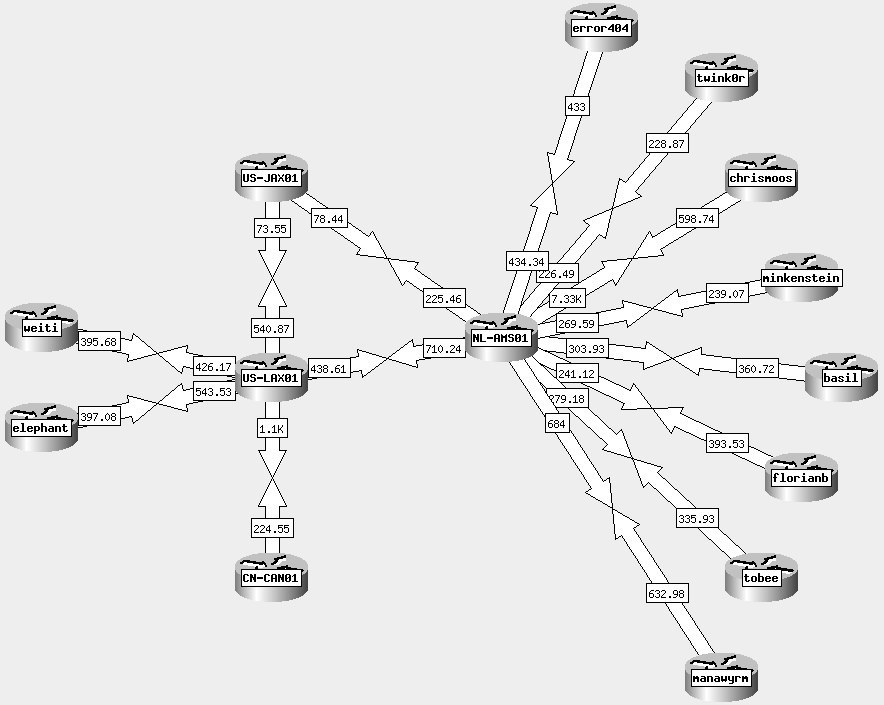 error404
twink0r
433
228.87
US-JAX01
chrismoos
78.44
598.74
73.55
434.34
226.49
minkenstein
239.07
225.46
7.33K
269.59
weiti
395.68
540.87
NL-AMS01
303.93
426.17
US-LAX01
438.61
710.24
360.72
basil
241.12
543.53
397.08
279.18
elephant
1.1K
684
393.53
florianb
224.55
335.93
CN-CAN01
tobee
632.98
manawyrm